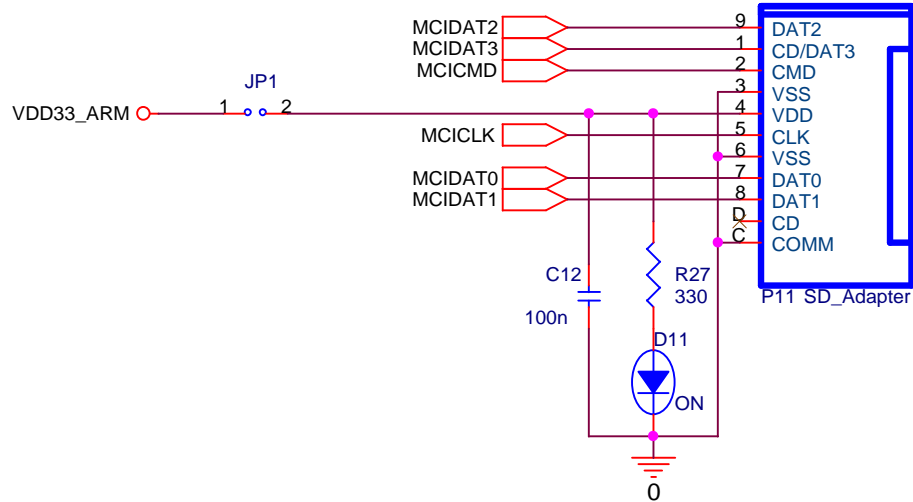 MCIDAT2 9 DAT2
MCIDAT3 1 CD/DAT3
MCICMD 2 CMD
JP1 3 VSS
VDD33_ARM 1 2 4 VDD
MCICLK 5 CLK
6 VSS
MCIDAT0 7 DAT0
MCIDAT1 8 DAT1
D CD
C COMM
C12 R27
330 P11 SD_Adapter
100n
D11
ON
0